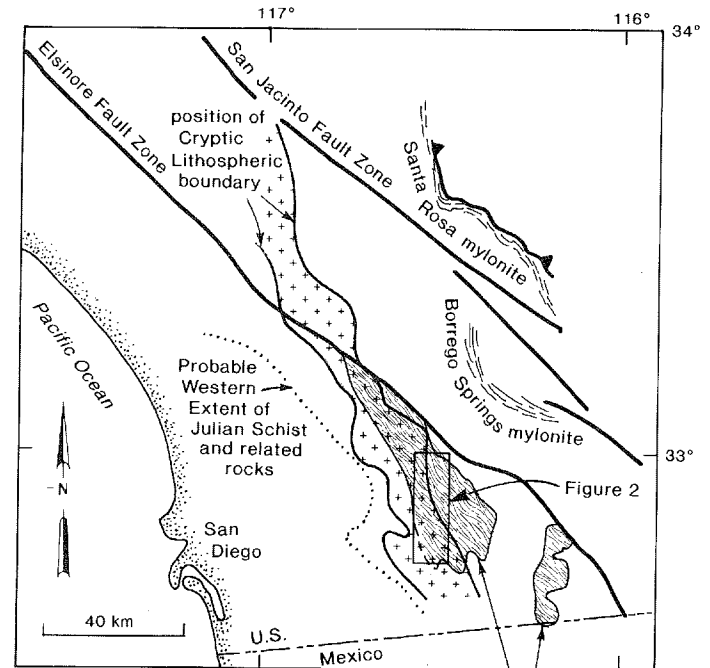 117°
116°
34°
Elsinore Fault Zone
San Jacinto Fault Zone
position of
Cryptic
Lithospheric
boundary
Santa
Rosa mylonite
Borrego
Springs mylonite
Pacific Ocean
Probable
Western
Extent of
Julian Schist
and related
rocks
33°
Figure 2
-N
San
Diego
40 km
U.S.
Mexico